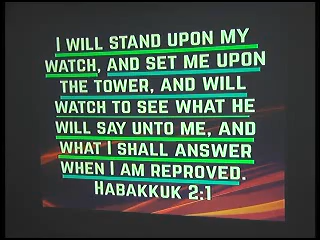 I WILL STAND UPON MY
WATCH, AND SET ME UPON
THE TOWER, AND WILL
WATCH TO SEE WHAT HE
WILL SAY UNTO ME, AND
WHAT I SHALL ANSWER
WHEN I AM REPROVED.
HABAKKUK 2:1